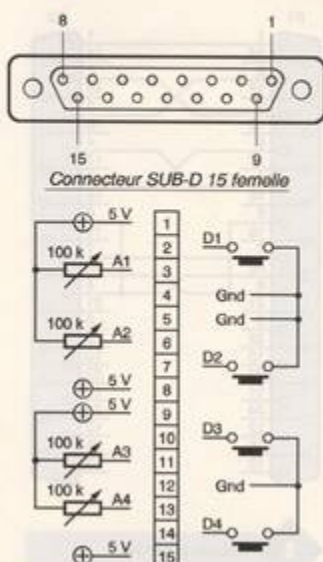 8 1
15 9
Connecteur SUB-D 15 femelle
5 V 1
2 D1
100 k A1 3
4 Gnd
5 Gnd
100 k A2 6
7 D2
5 V 8
5 V 9
10 D3
100 k A3 11
12 Gnd
100 k A4 13
14 D4
5 V 15